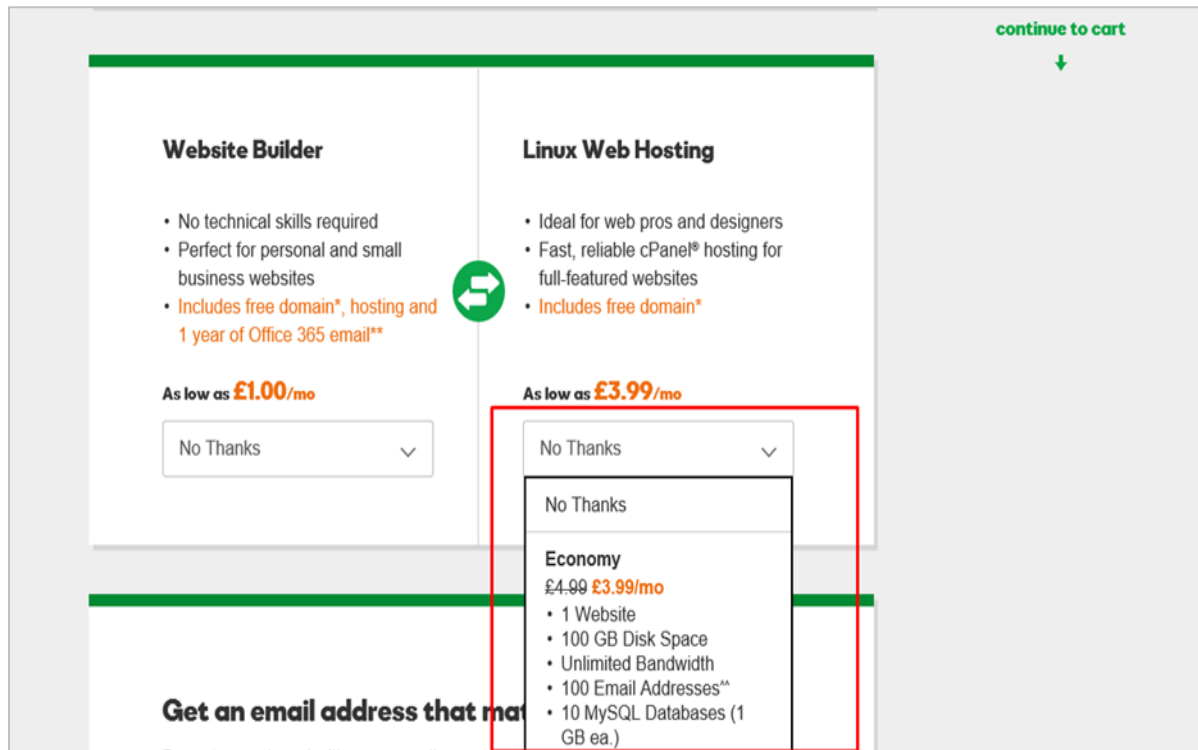 continue to cart
Website Builder
• No technical skills required
• Perfect for personal and small
business websites
• Includes free domain*, hosting and
1 year of Office 365 email**
As low as £1.00/mo
No Thanks
Linux Web Hosting
• Ideal for web pros and designers
• Fast, reliable cPanel® hosting for
full-featured websites
• Includes free domain*
As low as £3.99/mo
No Thanks
No Thanks
Economy
£4.99 £3.99/mo
• 1 Website
• 100 GB Disk Space
• Unlimited Bandwidth
• 100 Email Addresses^^
• 10 MySQL Databases (1
GB ea.)
Get an email address that mat